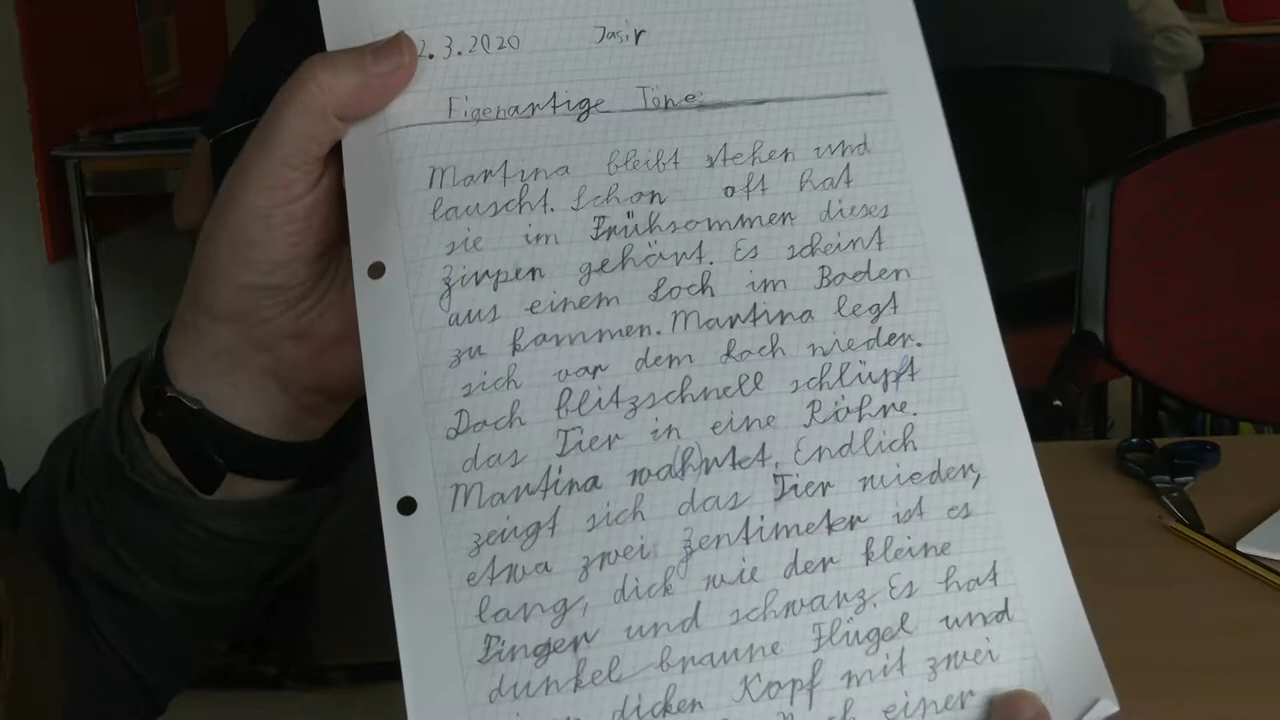 2.3.2020 Jasir
Eigenartige Töne
Martina bleibt stehen und
lauscht. Schon oft hat
sie im Frühsommer dieses
zirpen gehört. Es scheint
aus einem Loch im Boden
zu kommen. Martina legt
sich vor dem Loch nieder.
Doch blitzschnell schlüpft
das Tier in eine Röhre.
Martina Endlich
zeugt sich das Tier wieder,
etwa zwei zentimeter ist es
lang, dick wie der kleine
Finger und schwarz. Es hat
dunkel braune Flügel und
dicken Kopf mit zwei
einer